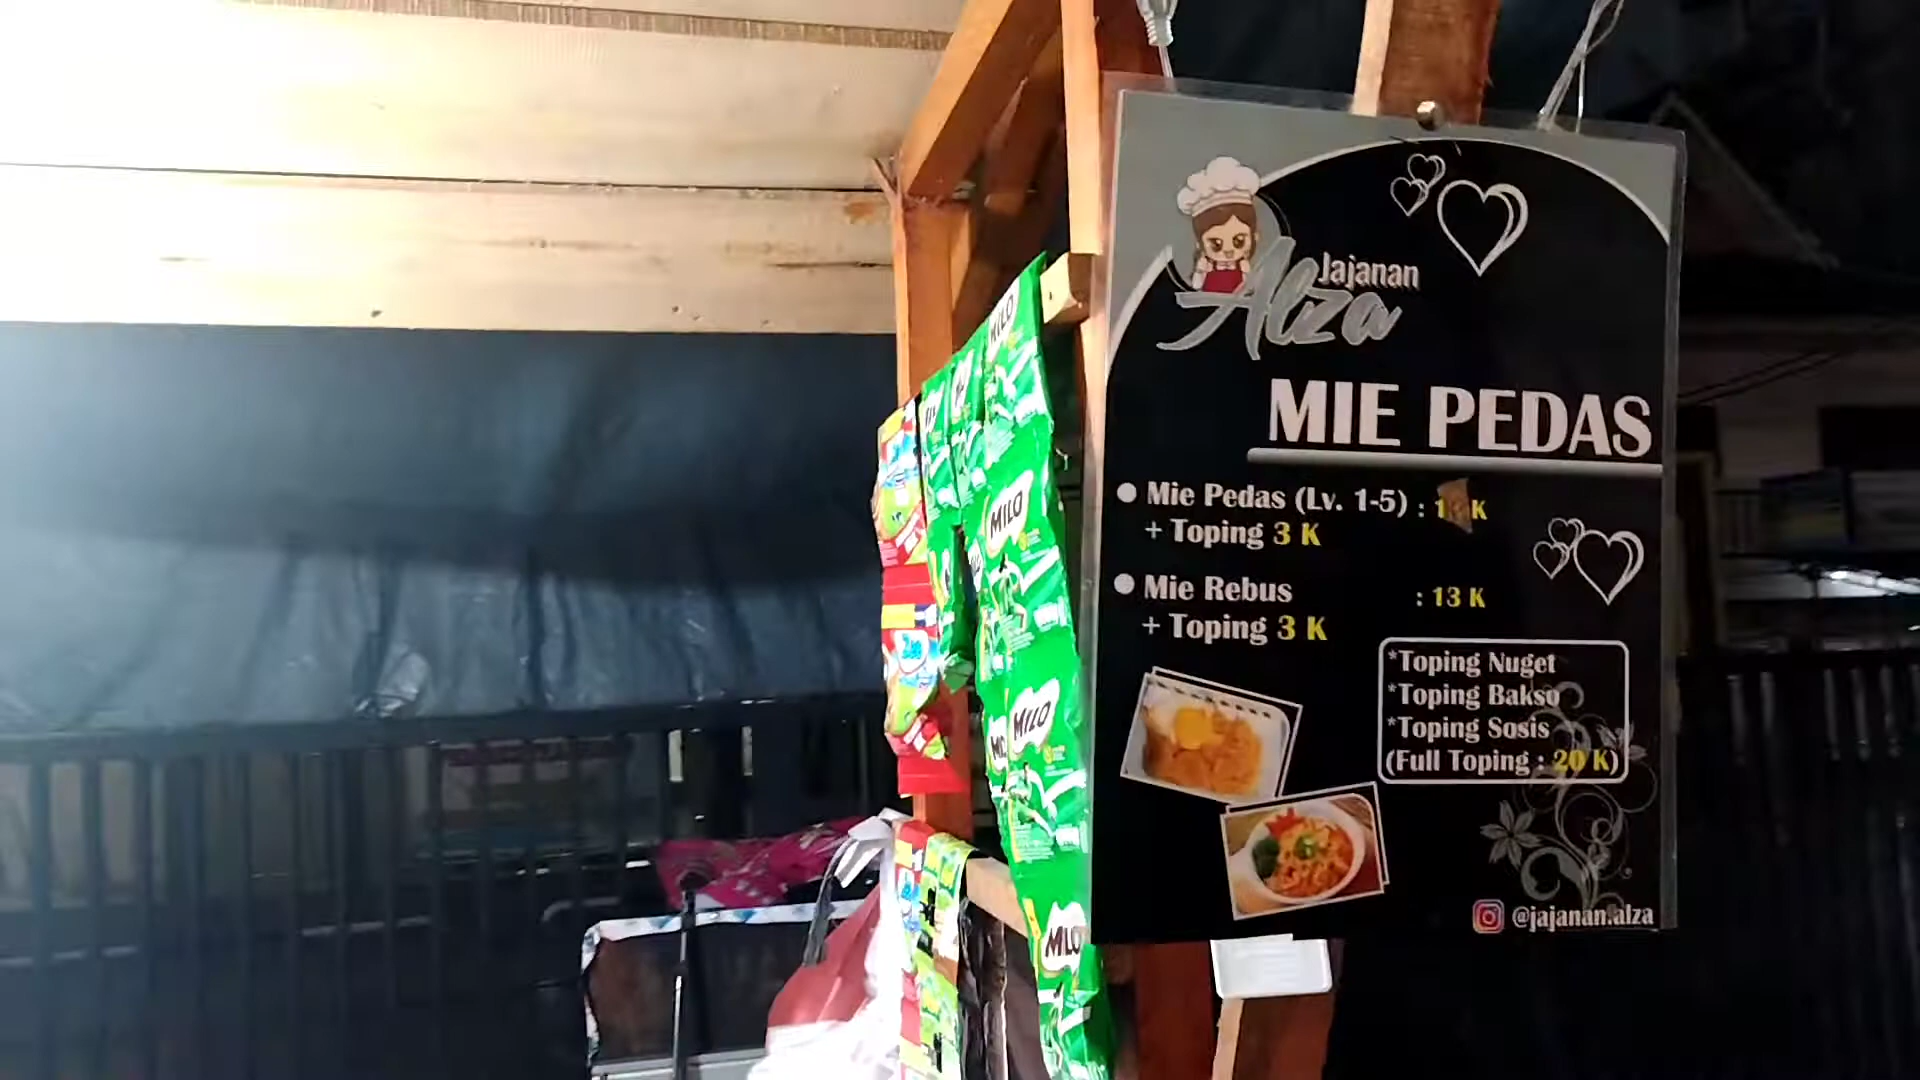 Jajanan
Alza
MIE PEDAS
Mie Pedas (Lv. 1-5) : K
+ Toping 3 K
Mie Rebus : 13 K
+ Toping 3 K
*Toping Nuget
*Toping Bakso
*Toping Sosis
(Full Toping : 20 K)
@jajanan.alza
MILO
MILO
MILO
MILO